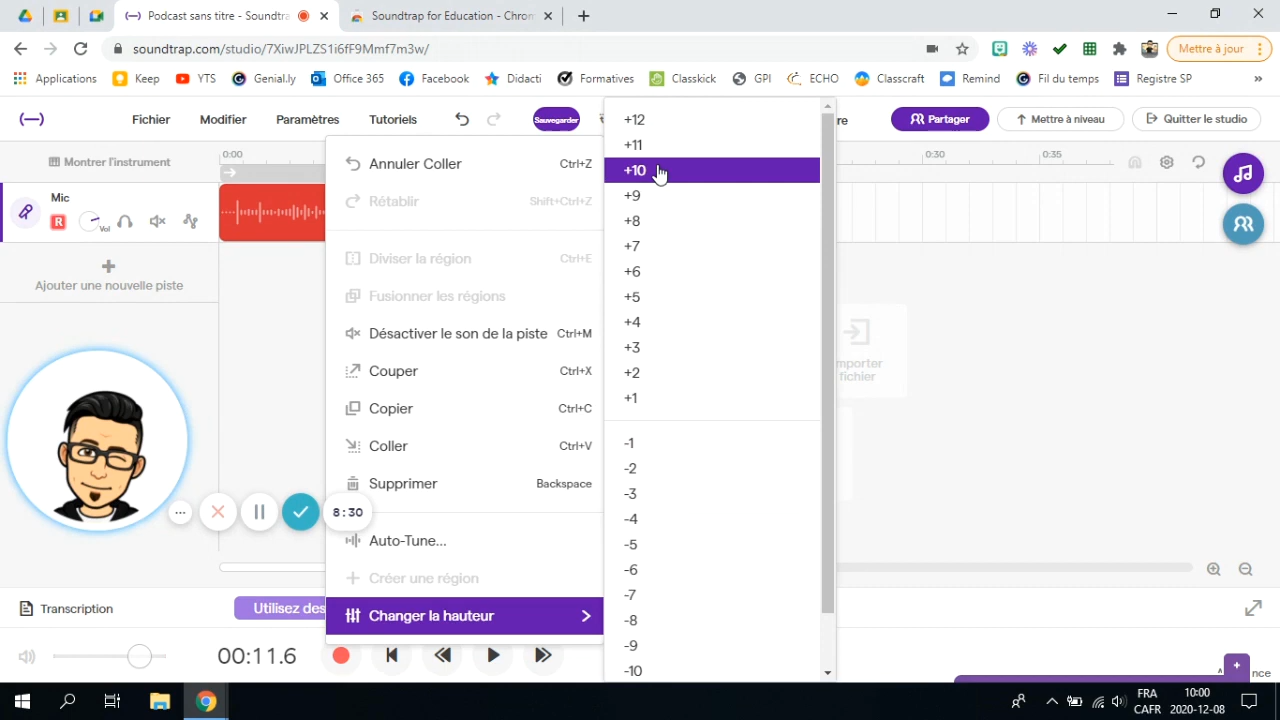 Podcast sans titre - Soundtra
Soundtrap for Education - Chrom
soundtrap.com/studio/7XiwJPLZS1i6fF9Mmf7m3w/
Mettre à jour
Applications Keep YTS Genial.ly Office 365 Facebook Didacti Formatives Classkick GPI ECHO Classcraft Remind Fil du temps Registre SP »
Fichier Modifier Paramètres Tutoriels Sauvegarder re Partager Mettre à niveau Quitter le studio
Montrer l'instrument 0:00 0:30 0:35
Mic
R Vol
Ajouter une nouvelle piste
Annuler Coller Ctrl+Z
Rétablir Shift+Ctrl+Z
Diviser la région Ctrl+E
Fusionner les régions
Désactiver le son de la piste Ctrl+M
Couper Ctrl+X
Copier Ctrl+C
Coller Ctrl+V
Supprimer Backspace
Auto-Tune...
Créer une région
Changer la hauteur
+12
+11
+10
+9
+8
+7
+6
+5
+4
+3
+2
+1
-1
-2
-3
-4
-5
-6
-7
-8
-9
-10
mporter
fichier
8:30
Transcription Utilisez des
00:11.6
nce
FRA 10:00
CAFR 2020-12-08